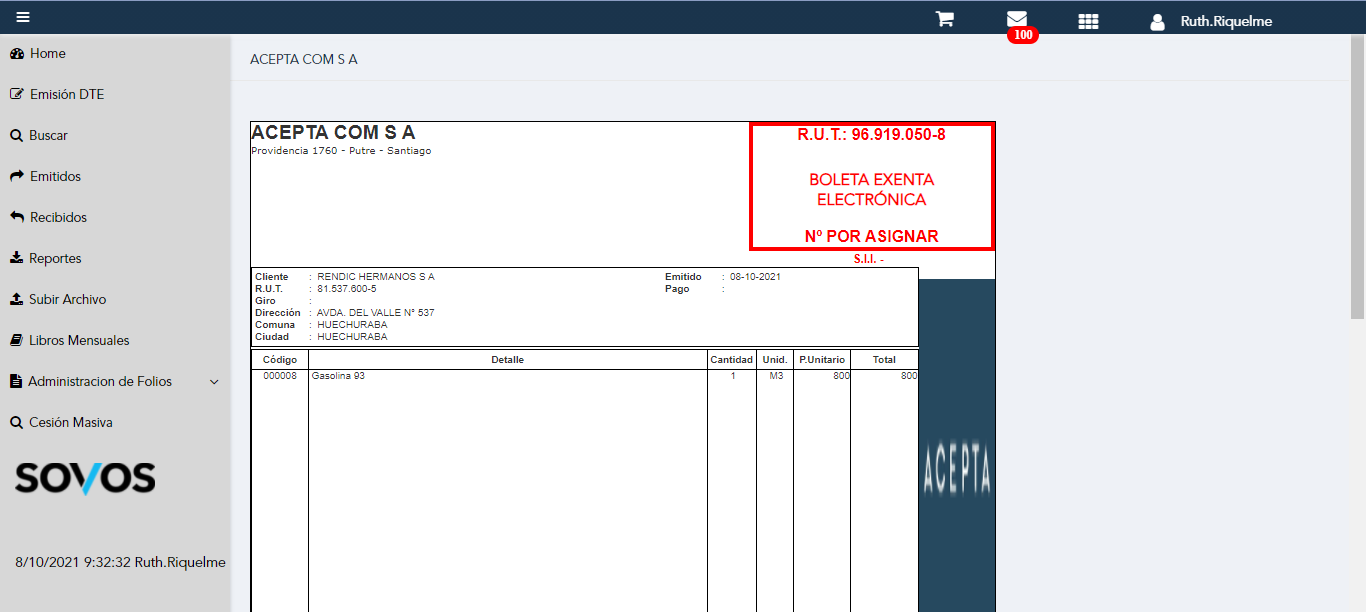 Ruth.Riquelme
100
Home
Emisión DTE
Buscar
Emitidos
Recibidos
Reportes
Subir Archivo
Libros Mensuales
Administracion de Folios
Cesión Masiva
SOVOS
8/10/2021 9:32:32 Ruth.Riquelme
ACEPTA COM S A
ACEPTA COM S A
Providencia 1760 - Putre - Santiago
R.U.T.: 96.919.050-8
BOLETA EXENTA
ELECTRÓNICA
Nº POR ASIGNAR
S.I.I. -
Cliente : RENDIC HERMANOS S A
R.U.T. : 81.537.600-5
Giro :
Dirección : AVDA. DEL VALLE N° 537
Comuna : HUECHURABA
Ciudad : HUECHURABA
Emitido : 08-10-2021
Pago :
Código Detalle Cantidad Unid. P.Unitario Total
000008 Gasolina 93 1 M3 800 800
ACEPTA